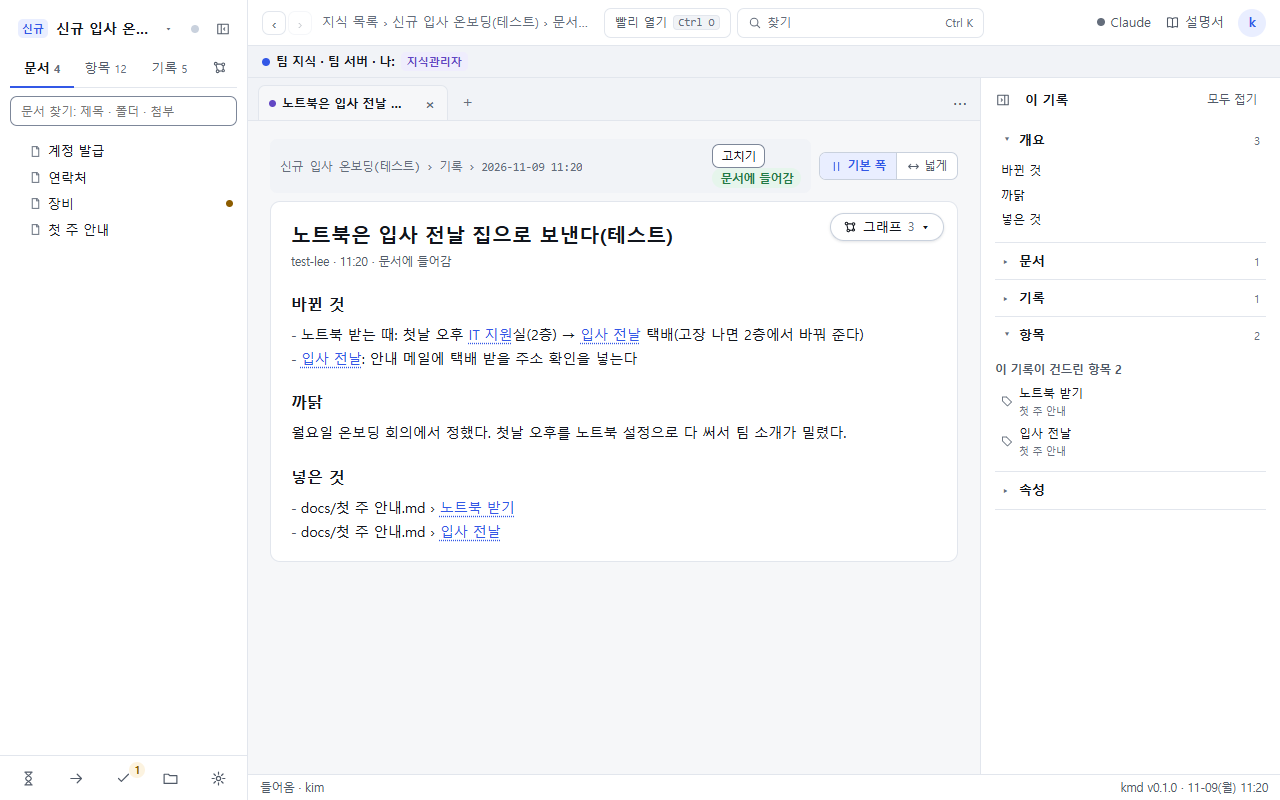 신규 신규 입사 온...
문서 4 항목 12 기록 5
문서 찾기: 제목 · 폴더 · 첨부
계정 발급
연락처
장비
첫 주 안내
1
‹ › 지식 목록 › 신규 입사 온보딩(테스트) › 문서...
빨리 열기 Ctrl O
찾기 Ctrl K
Claude 설명서 k
팀 지식 · 팀 서버 · 나: 지식관리자
노트북은 입사 전날 ... × + ...
신규 입사 온보딩(테스트) › 기록 › 2026-11-09 11:20
고치기
문서에 들어감
기본 폭 ↔ 넓게
노트북은 입사 전날 집으로 보낸다(테스트)
그래프 3
test-lee · 11:20 · 문서에 들어감
바뀐 것
- 노트북 받는 때: 첫날 오후 IT 지원실(2층) → 입사 전날 택배(고장 나면 2층에서 바꿔 준다)
- 입사 전날: 안내 메일에 택배 받을 주소 확인을 넣는다
까닭
월요일 온보딩 회의에서 정했다. 첫날 오후를 노트북 설정으로 다 써서 팀 소개가 밀렸다.
넣은 것
- docs/첫 주 안내.md › 노트북 받기
- docs/첫 주 안내.md › 입사 전날
이 기록 모두 접기
개요 3
바뀐 것
까닭
넣은 것
문서 1
기록 1
항목 2
이 기록이 건드린 항목 2
노트북 받기
첫 주 안내
입사 전날
첫 주 안내
속성
들어옴 · kim
kmd v0.1.0 · 11-09(월) 11:20